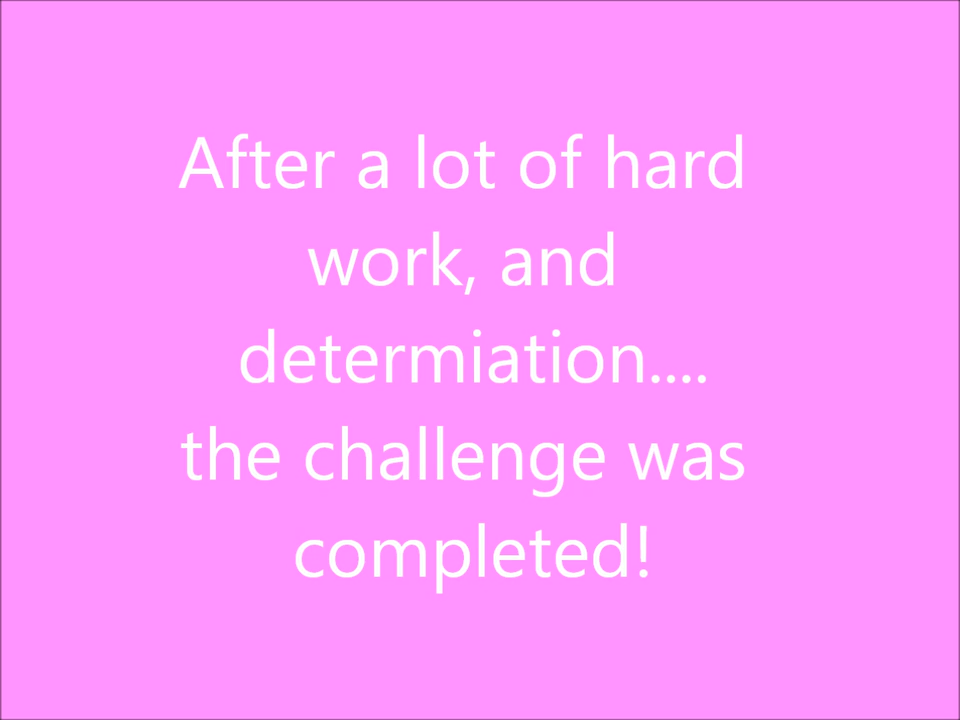 After a lot of hard
work, and
determiation....
the challenge was
completed!